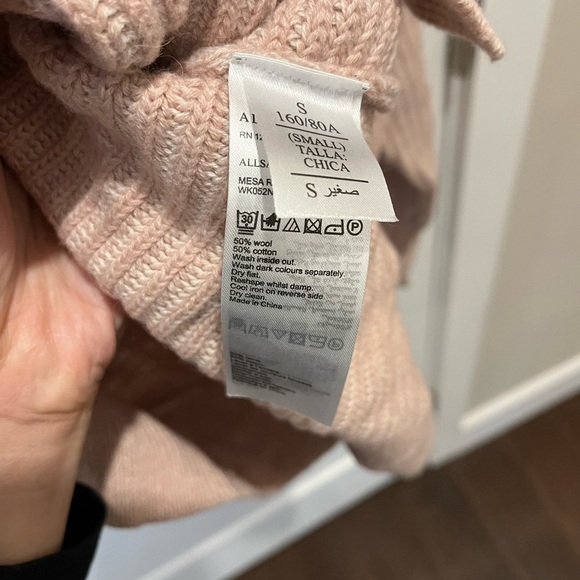 S
160/80A
(SMALL)
TALLA:
CHICA
S صغير
AL
RN 12
ALLSA
MESA R
WK052N
30
P
50% wool
50% cotton
Wash inside out.
Wash dark colours separately.
Dry flat.
Reshape whilst damp.
Cool iron on reverse side.
Dry clean.
Made in China